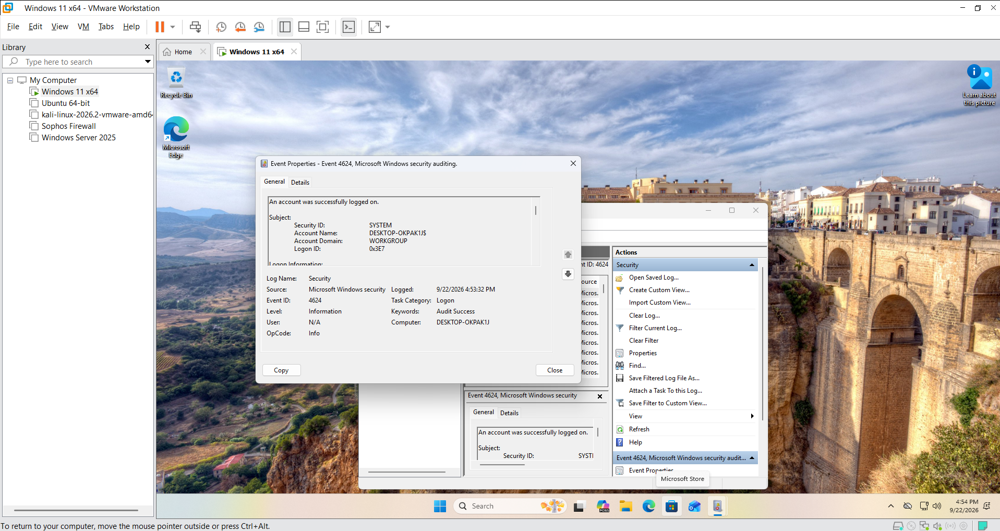 Windows 11 x64 - VMware Workstation
File Edit View VM Tabs Help
Library
Type here to search
My Computer
Windows 11 x64
Ubuntu 64-bit
kali-linux-2026.2-vmware-amd6
Sophos Firewall
Windows Server 2025
Home
Windows 11 x64
Recycle Bin
Microsoft
Edge
Learn about
this picture
Event Properties - Event 4624, Microsoft Windows security auditing.
General Details
An account was successfully logged on.
Subject:
Security ID: SYSTEM
Account Name: DESKTOP-OKPAK1J$
Account Domain: WORKGROUP
Logon ID: 0x3E7
Logon Information:
Log Name: Security
Source: Microsoft Windows security Logged: 9/22/2026 4:53:32 PM
Event ID: 4624 Task Category: Logon
Level: Information Keywords: Audit Success
User: N/A Computer: DESKTOP-OKPAK1J
OpCode: Info
Copy Close
nt ID: 4624
ource
Micros.
Micros.
Micros.
Micros.
Micros.
Micros.
Micros.
Micros.
Micros.
Event 4624, Microsoft Windows security
General Details
An account was successfully logged on.
Subject:
Security ID: SYSTI
Actions
Security
Open Saved Log...
Create Custom View...
Import Custom View...
Clear Log...
Filter Current Log...
Clear Filter
Properties
Find...
Save Filtered Log File As...
Attach a Task To this Log...
Save Filter to Custom View...
View
Refresh
Help
Event 4624, Microsoft Windows security audit...
Event Properties
Microsoft Store
Search
M365
4:54 PM
9/22/2026
To return to your computer, move the mouse pointer outside or press Ctrl+Alt.